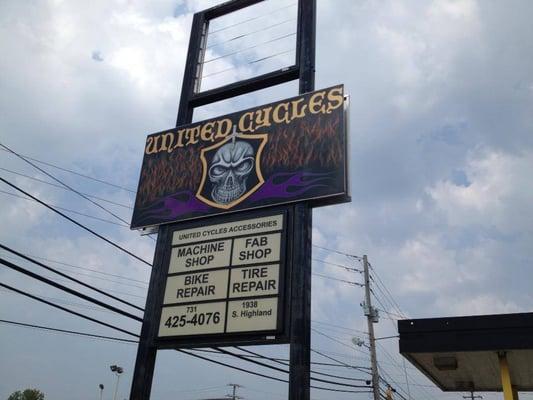 UNITED CYCLES
UNITED CYCLES ACCESSORIES
MACHINE SHOP
FAB SHOP
BIKE REPAIR
TIRE REPAIR
731
425-4076
1938
S. Highland